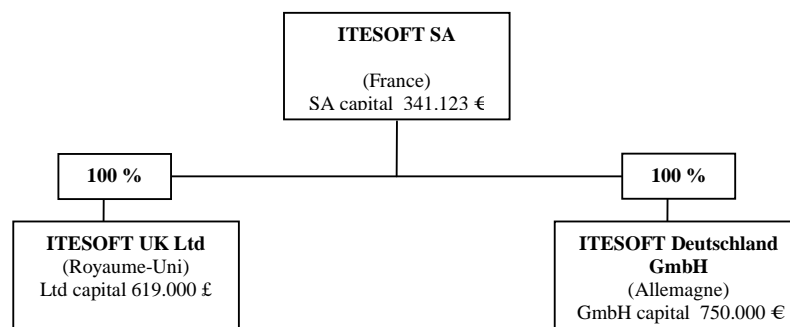 ITESOFT SA
(France)
SA capital 341.123 €
100 %
100 %
ITESOFT UK Ltd
(Royaume-Uni)
Ltd capital 619.000 £
ITESOFT Deutschland
GmbH
(Allemagne)
GmbH capital 750.000 €